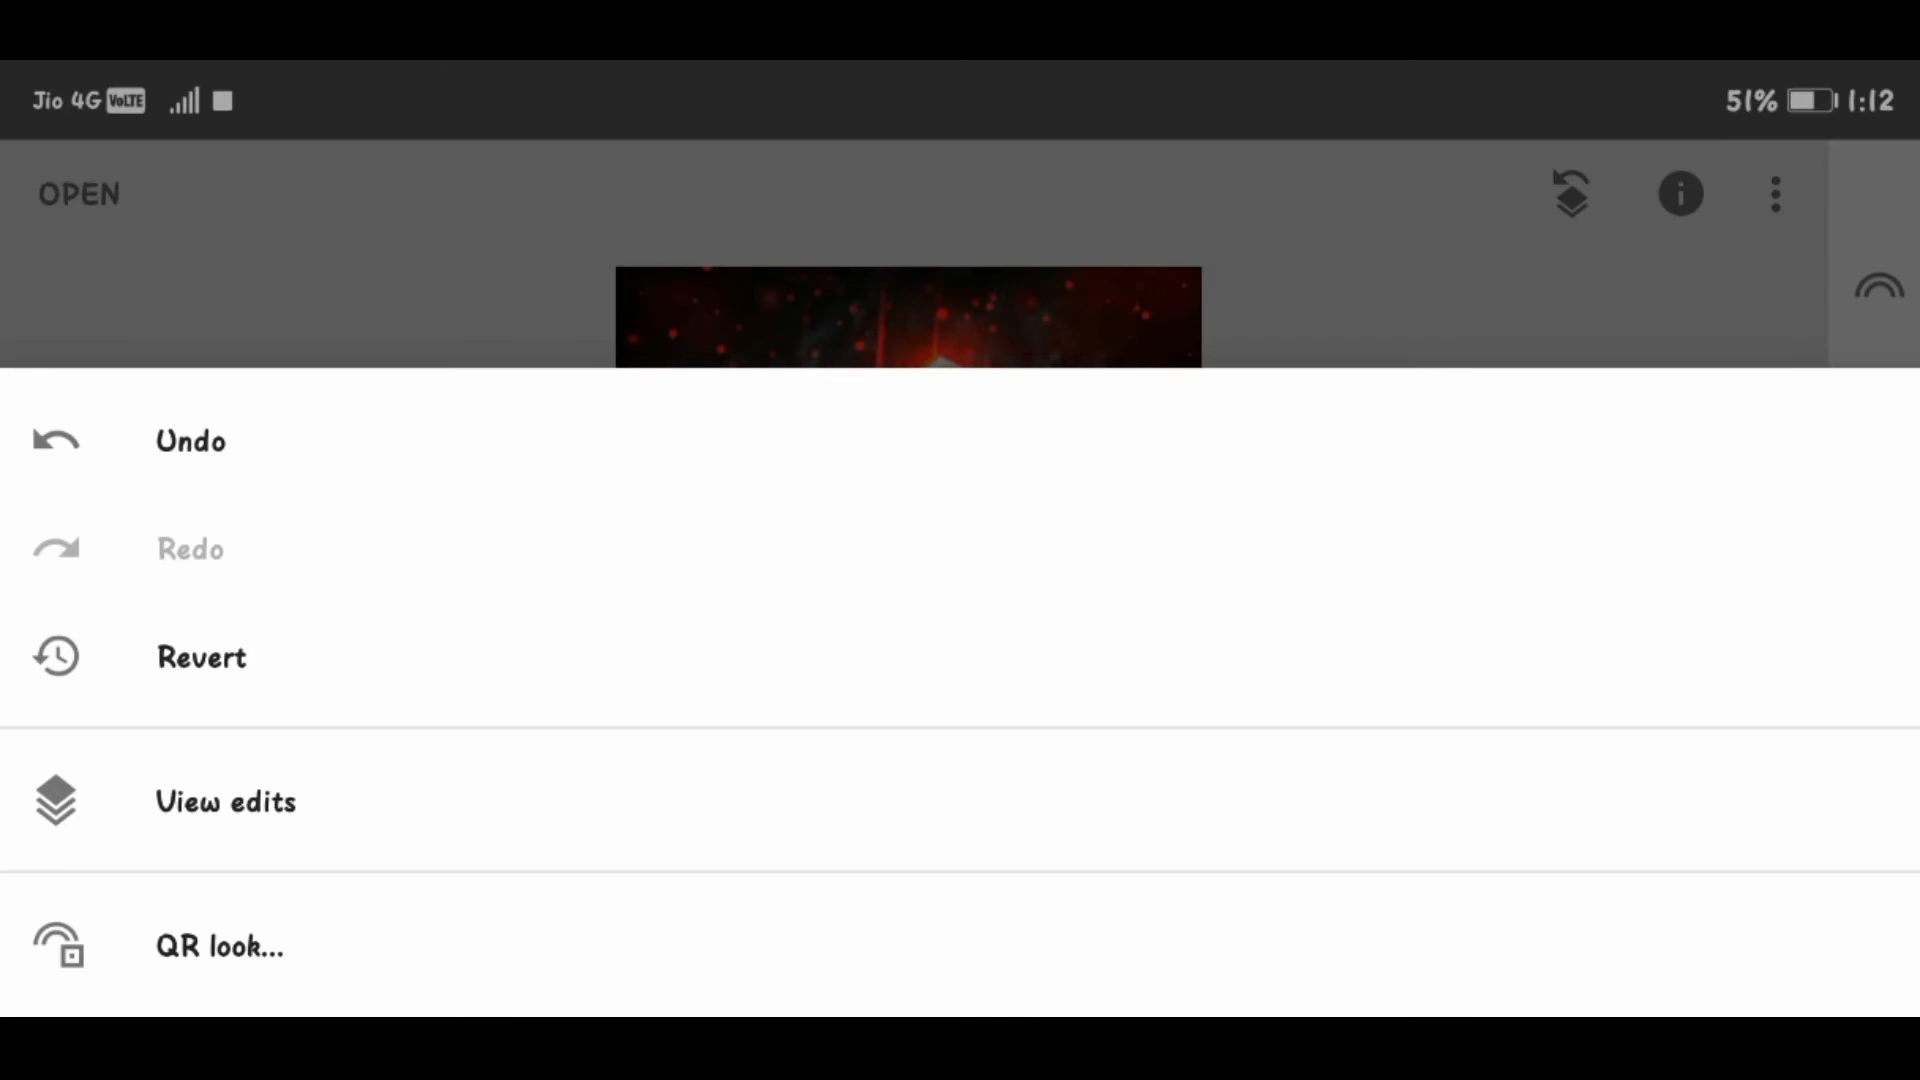 Jio 4G VoLTE 51% 1:12
OPEN
Undo
Redo
Revert
View edits
QR look...